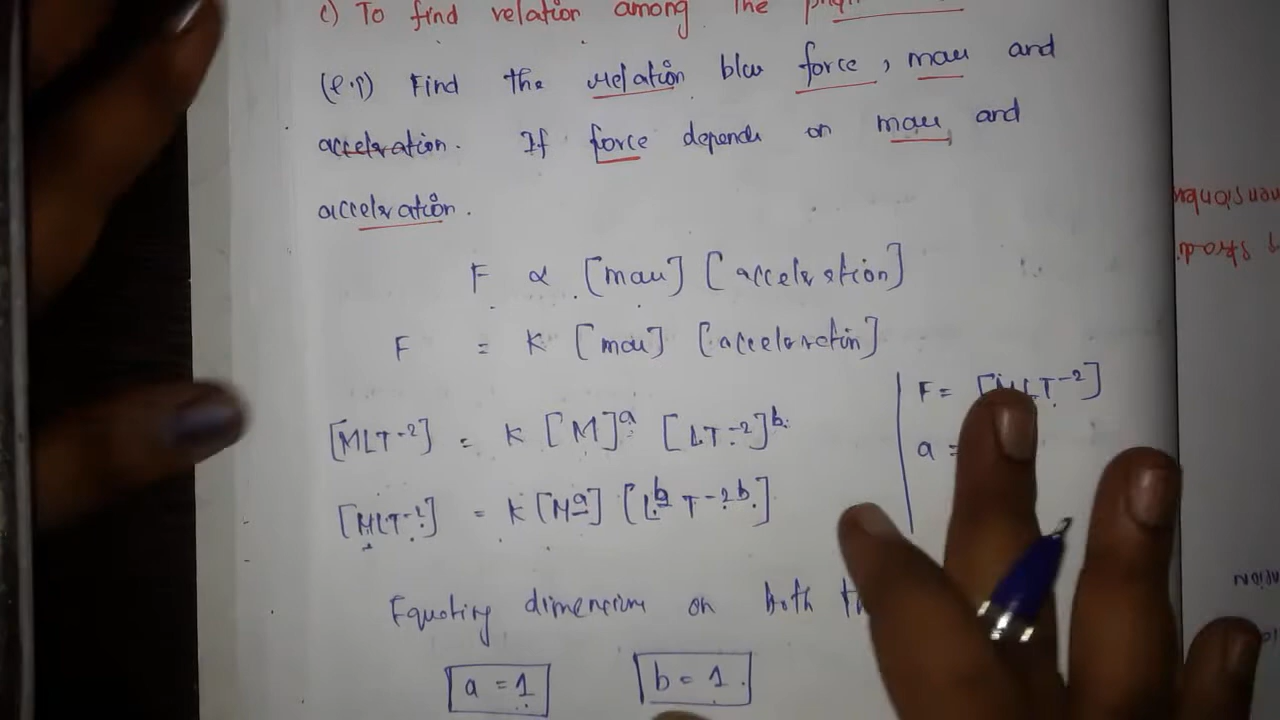 c) To find relation among the
(e.g) Find the relation b/w force, mass and
acceleration. If force depends on mass and
acceleration.
F ∝ [mass] [acceleration]
F = K [mass] [acceleration]
F = [MLT-2]
a =
[MLT-2] = K [M]^a [LT-2]^b
[MLT-2] = K [M^a] [L^b T-2b]
Equating dimension on both
a = 1 b = 1